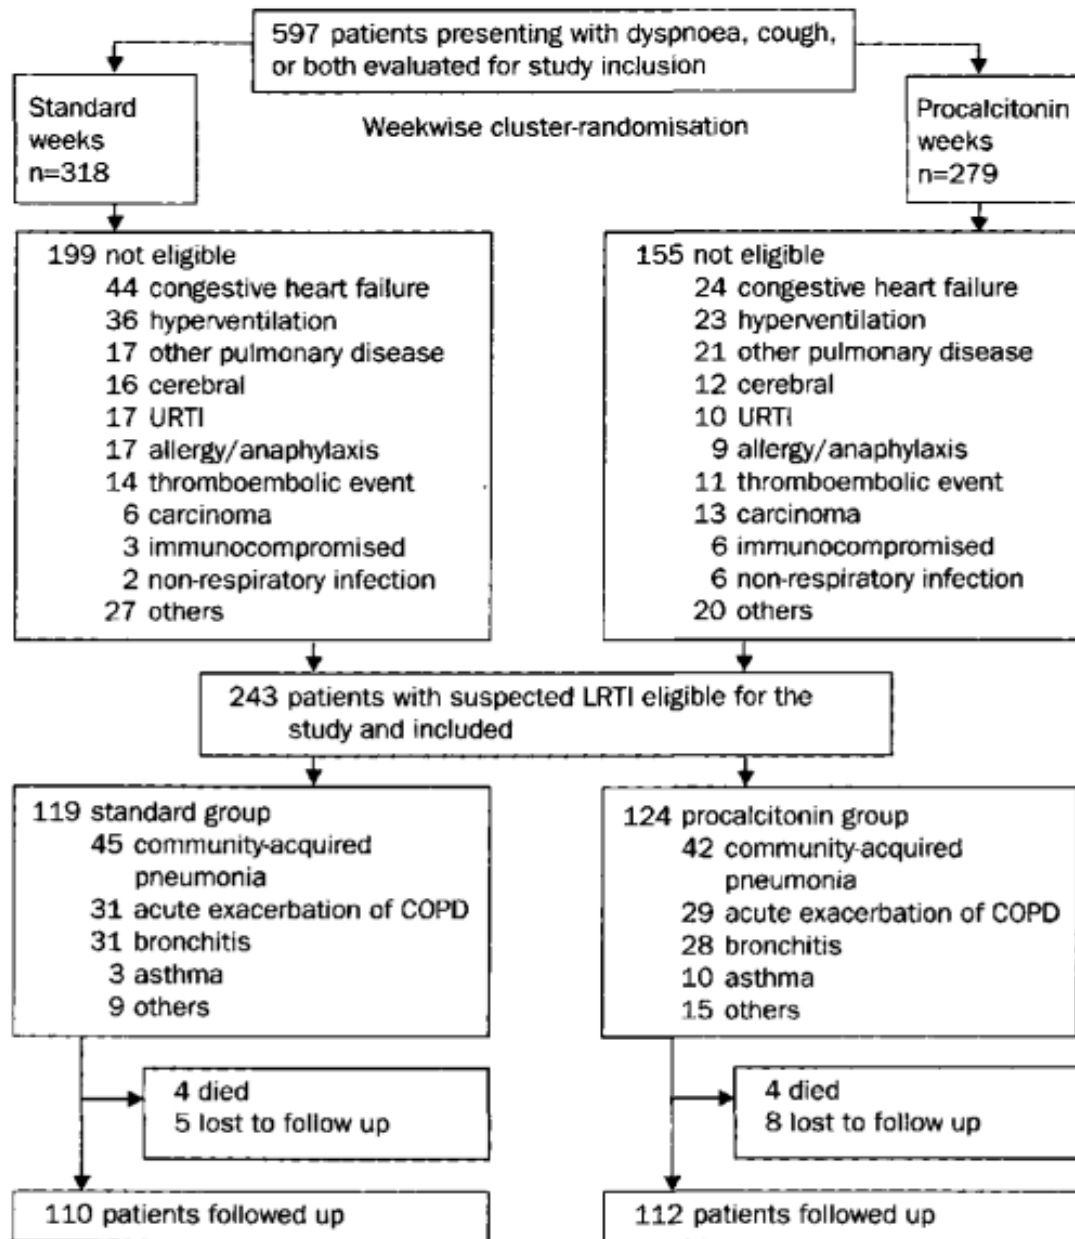 597 patients presenting with dyspnoea, cough,
or both evaluated for study inclusion
Standard
weeks
n=318
Weekwise cluster-randomisation
Procalcitonin
weeks
n=279
199 not eligible
44 congestive heart failure
36 hyperventilation
17 other pulmonary disease
16 cerebral
17 URTI
17 allergy/anaphylaxis
14 thromboembolic event
6 carcinoma
3 immunocompromised
2 non-respiratory infection
27 others
155 not eligible
24 congestive heart failure
23 hyperventilation
21 other pulmonary disease
12 cerebral
10 URTI
9 allergy/anaphylaxis
11 thromboembolic event
13 carcinoma
6 immunocompromised
6 non-respiratory infection
20 others
243 patients with suspected LRTI eligible for the
study and included
119 standard group
45 community-acquired
pneumonia
31 acute exacerbation of COPD
31 bronchitis
3 asthma
9 others
124 procalcitonin group
42 community-acquired
pneumonia
29 acute exacerbation of COPD
28 bronchitis
10 asthma
15 others
4 died
5 lost to follow up
4 died
8 lost to follow up
110 patients followed up
112 patients followed up